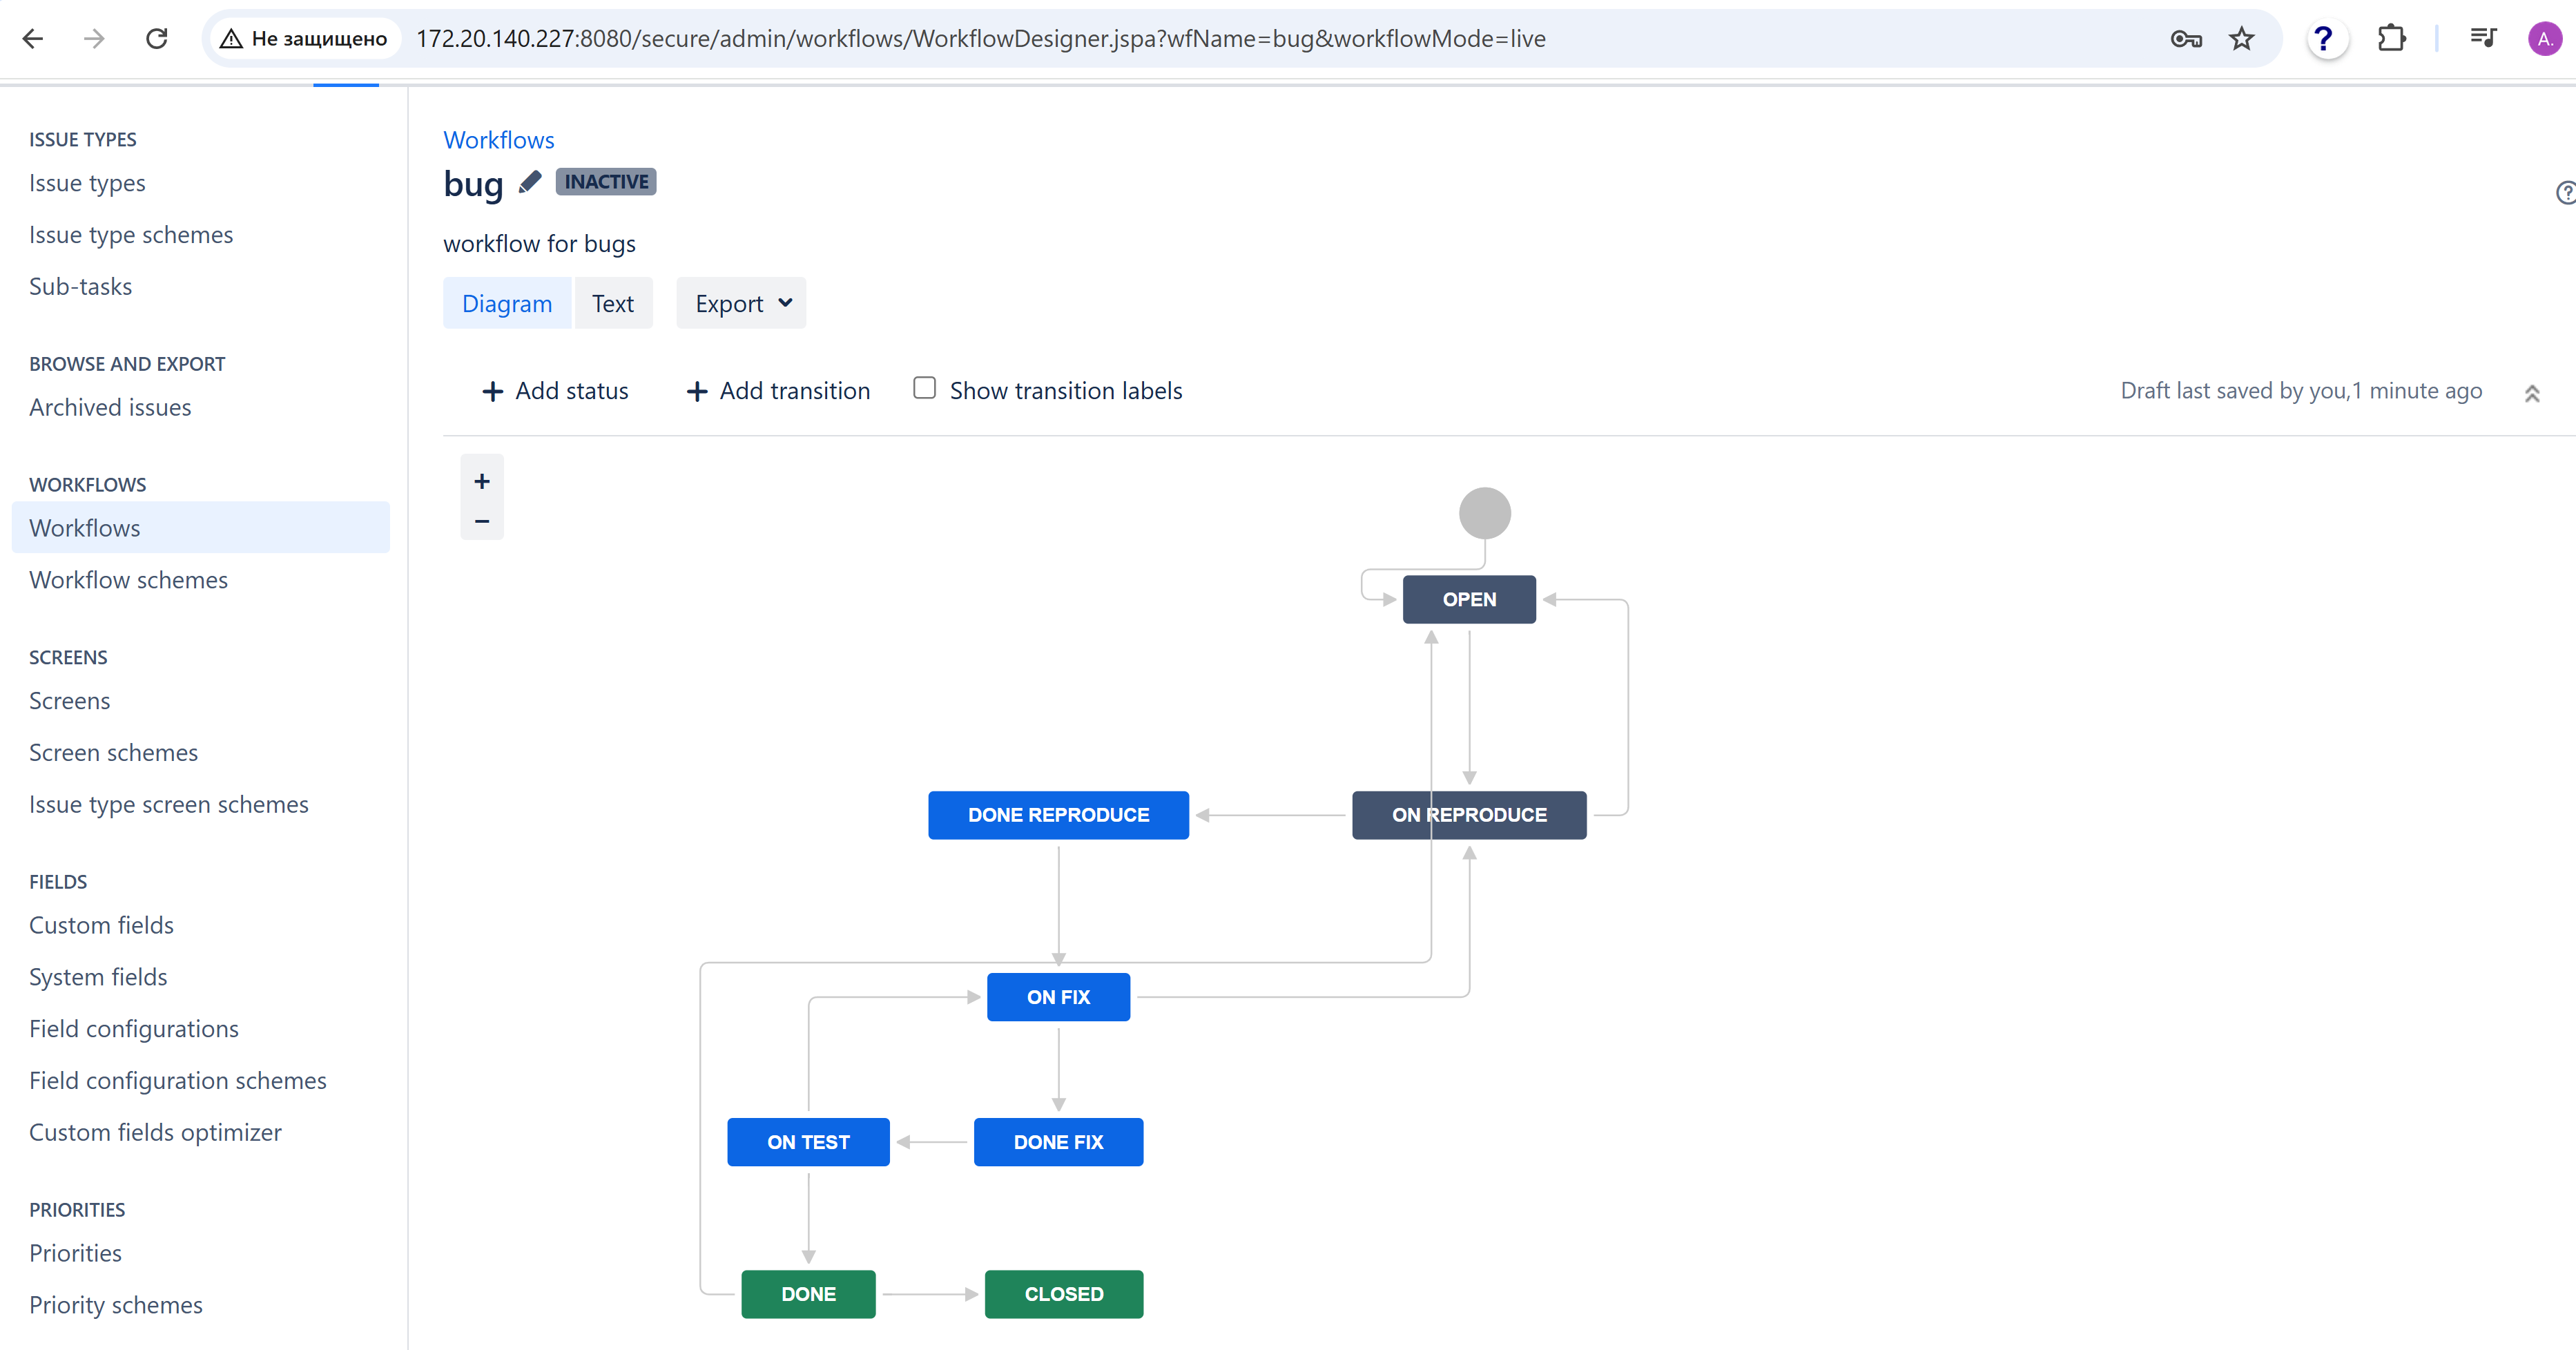 Не защищено
172.20.140.227:8080/secure/admin/workflows/WorkflowDesigner.jspa?wfName=bug&workflowMode=live
?
A.
ISSUE TYPES
Issue types
Issue type schemes
Sub-tasks
BROWSE AND EXPORT
Archived issues
WORKFLOWS
Workflows
Workflow schemes
SCREENS
Screens
Screen schemes
Issue type screen schemes
FIELDS
Custom fields
System fields
Field configurations
Field configuration schemes
Custom fields optimizer
PRIORITIES
Priorities
Priority schemes
Workflows
bug INACTIVE
?
workflow for bugs
Diagram Text Export
+ Add status + Add transition Show transition labels
Draft last saved by you,1 minute ago
+
−
OPEN
DONE REPRODUCE
ON REPRODUCE
ON FIX
ON TEST
DONE FIX
DONE
CLOSED